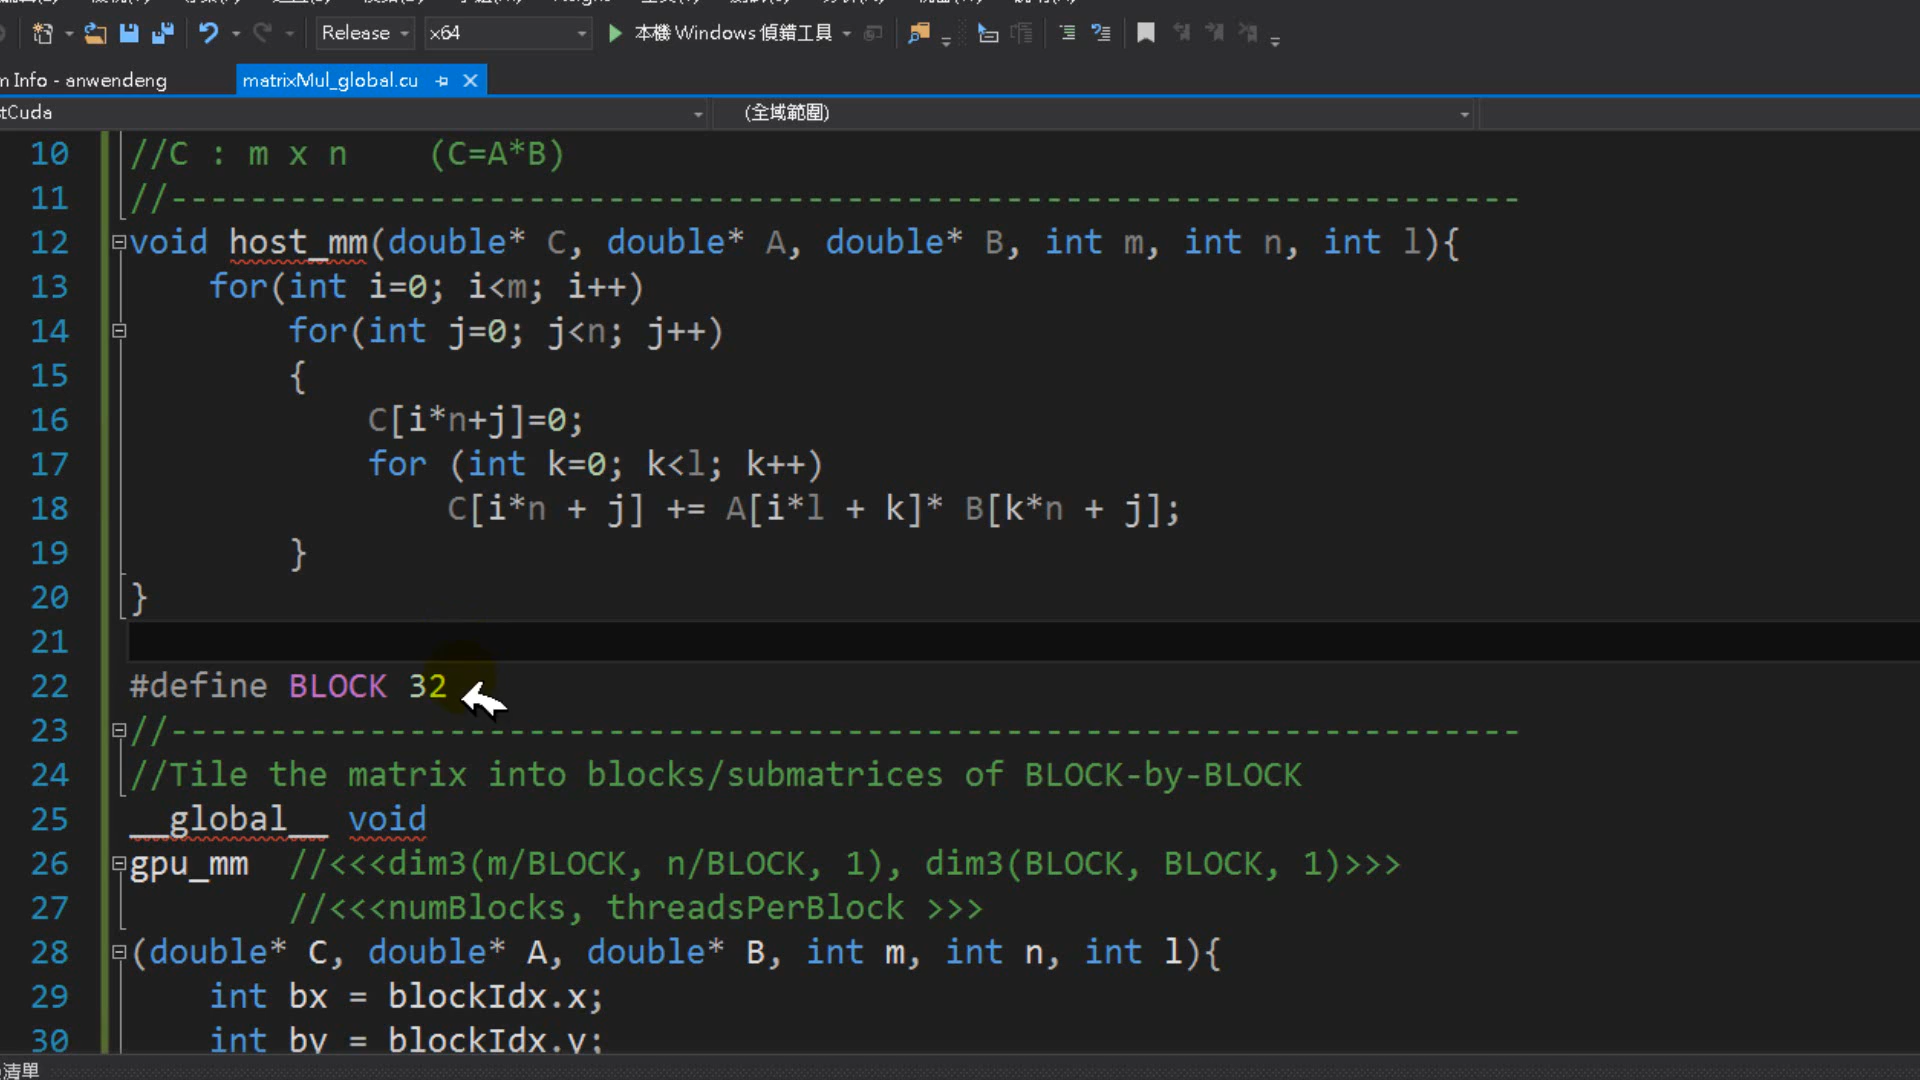 Release x64 本機 Windows 偵錯工具
m Info - anwendeng matrixMul_global.cu
tCuda (全域範圍)
10 //C : m x n    (C=A*B)
11 //--------------------------------------------------------------------
12 void host_mm(double* C, double* A, double* B, int m, int n, int l){
13     for(int i=0; i<m; i++)
14         for(int j=0; j<n; j++)
15         {
16             C[i*n+j]=0;
17             for (int k=0; k<l; k++)
18                 C[i*n + j] += A[i*l + k]* B[k*n + j];
19         }
20 }
21
22 #define BLOCK 32
23 //--------------------------------------------------------------------
24 //Tile the matrix into blocks/submatrices of BLOCK-by-BLOCK
25 __global__ void
26 gpu_mm  //<<<dim3(m/BLOCK, n/BLOCK, 1), dim3(BLOCK, BLOCK, 1)>>>
27         //<<<numBlocks, threadsPerBlock >>>
28 (double* C, double* A, double* B, int m, int n, int l){
29     int bx = blockIdx.x;
30     int by = blockIdx.y;
清單